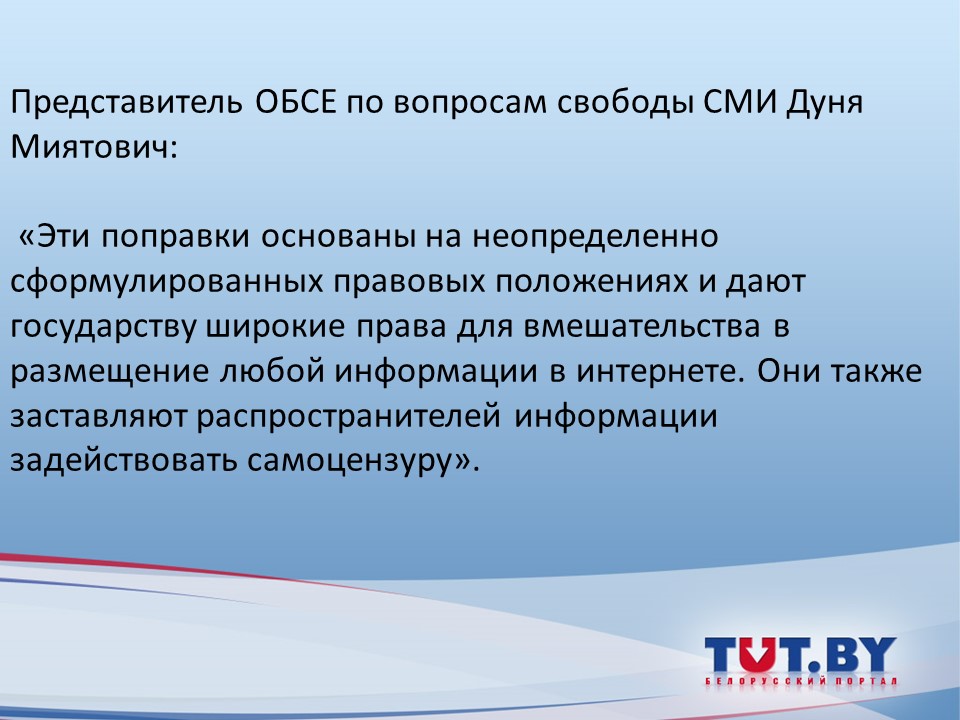 Представитель ОБСЕ по вопросам свободы СМИ Дуня
Миятович:
«Эти поправки основаны на неопределенно
сформулированных правовых положениях и дают
государству широкие права для вмешательства в
размещение любой информации в интернете. Они также
заставляют распространителей информации
задействовать самоцензуру».
TUT.BY
БЕЛОРУССКИЙ ПОРТАЛ